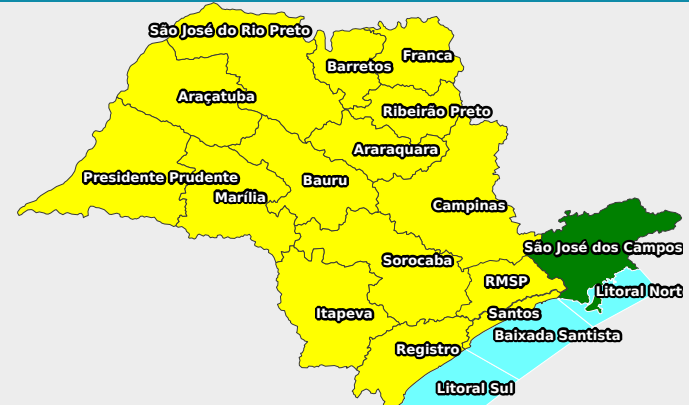 São José do Rio Preto
Franca
Barretos
Araçatuba
Ribeirão Preto
Araraquara
Presidente Prudente
Bauru
Marília
Campinas
São José dos Campos
Sorocaba
RMSP
Litoral Nort
Itapeva
Santos
Baixada Santista
Registro
Litoral Sul